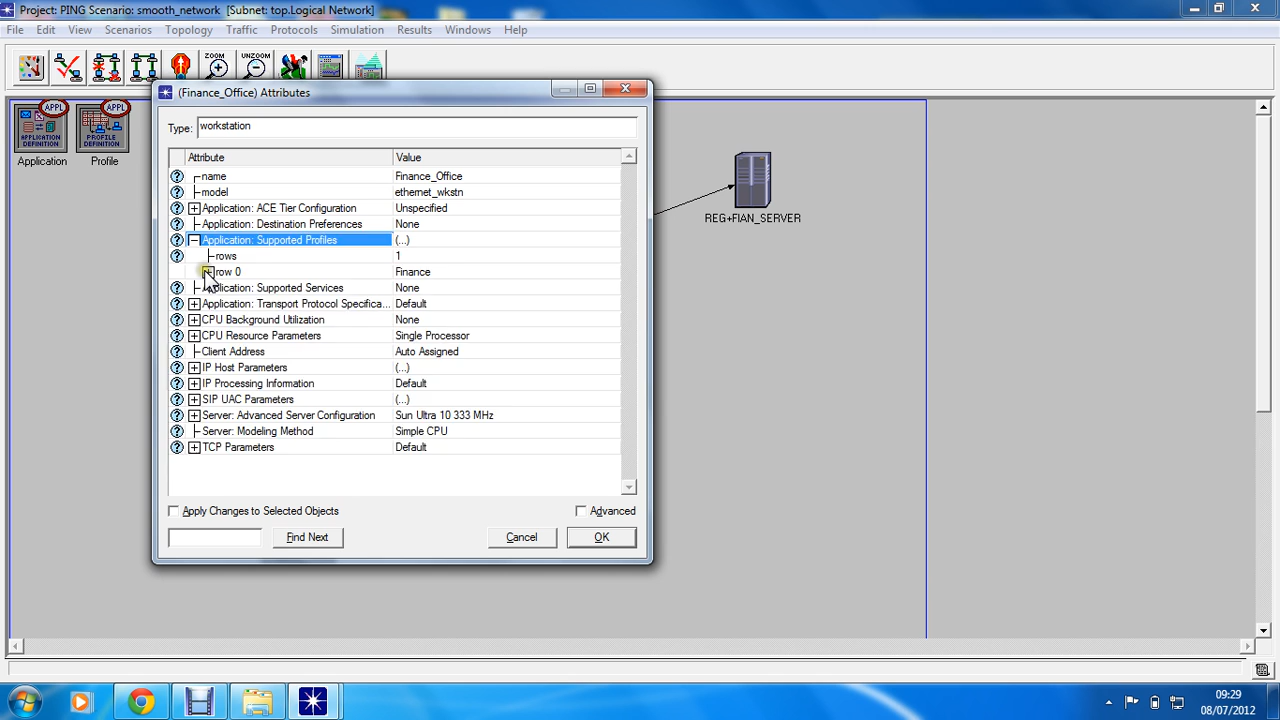 Project: PING Scenario: smooth_network [Subnet: top.Logical Network]
File Edit View Scenarios Topology Traffic Protocols Simulation Results Windows Help
ZOOM UNZOOM
(Finance_Office) Attributes
Type: workstation
Attribute Value
name Finance_Office
model ethernet_wkstn
Application: ACE Tier Configuration Unspecified
Application: Destination Preferences None
Application: Supported Profiles (...)
rows 1
row 0 Finance
Application: Supported Services None
Application: Transport Protocol Specifica... Default
CPU Background Utilization None
CPU Resource Parameters Single Processor
Client Address Auto Assigned
IP Host Parameters (...)
IP Processing Information Default
SIP UAC Parameters (...)
Server: Advanced Server Configuration Sun Ultra 10 333 MHz
Server: Modeling Method Simple CPU
TCP Parameters Default
Apply Changes to Selected Objects
Advanced
Find Next
Cancel
OK
APPL
APPLICATION
DEFINITION
Application
APPL
PROFILE
DEFINITION
Profile
REG+FIAN_SERVER
09:29
08/07/2012